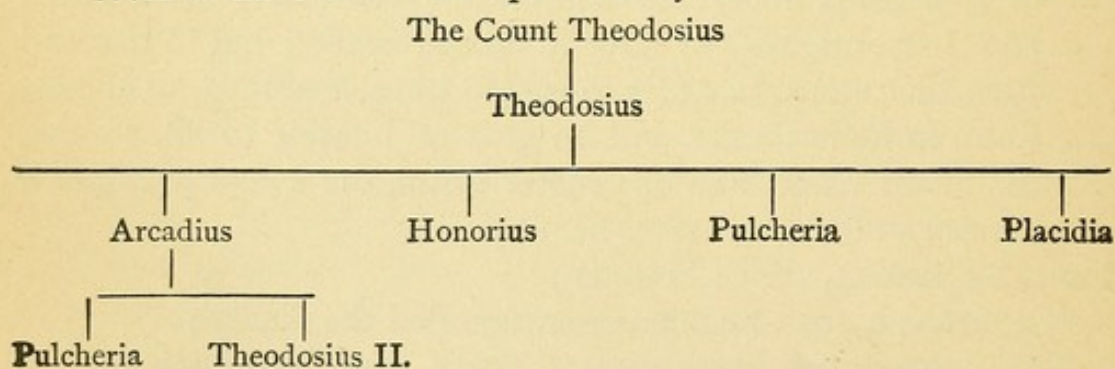 The Count Theodosius
Theodosius
Arcadius Honorius Pulcheria Placidia
Pulcheria Theodosius II.